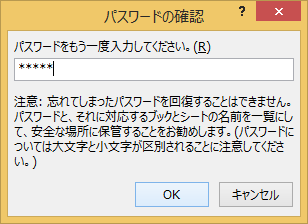 パスワードの確認
パスワードをもう一度入力してください。(R)
*****
注意: 忘れてしまったパスワードを回復することはできません。
パスワードと、それに対応するブックとシートの名前を一覧にし
て、安全な場所に保管することをお勧めします。(パスワード
については大文字と小文字が区別されることに注意してくださ
い。)
OK
キャンセル